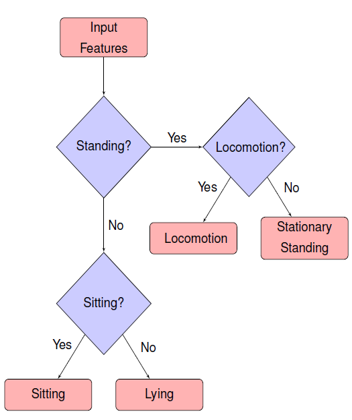 Input
Features
Standing?
Yes
Locomotion?
Yes
No
No
Locomotion
Stationary
Standing
Sitting?
Yes
No
Sitting
Lying